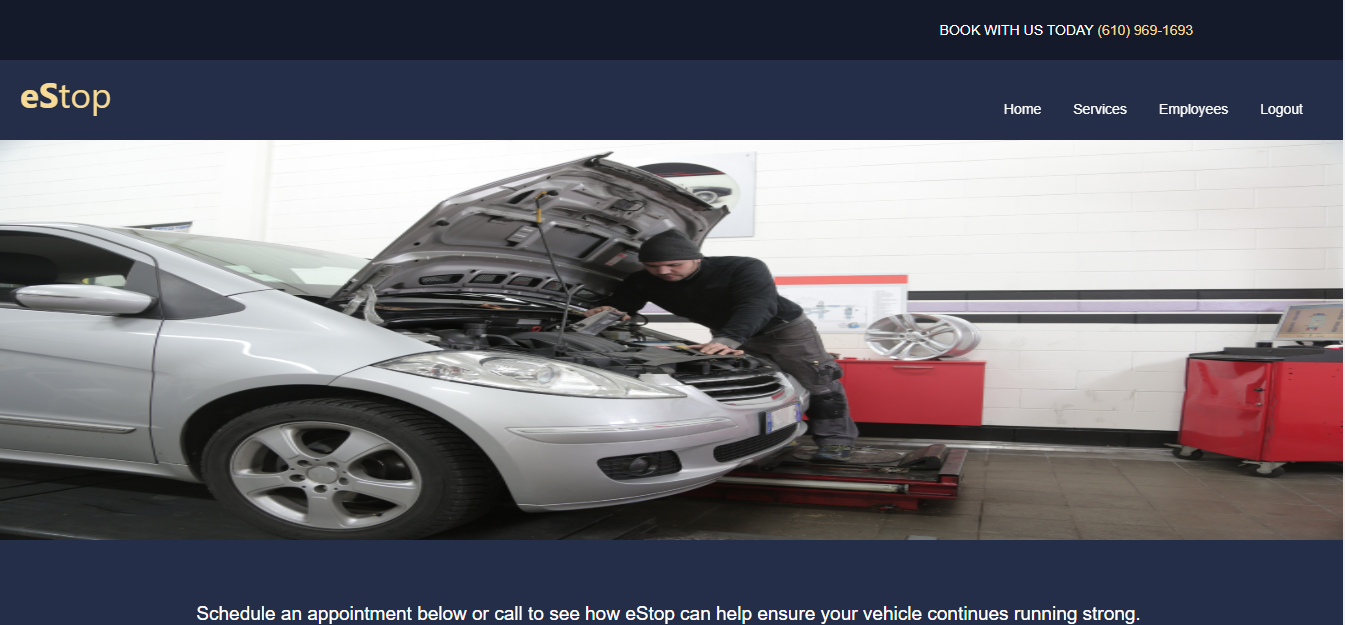 BOOK WITH US TODAY (610) 969-1693
eStop
Home Services Employees Logout
Schedule an appointment below or call to see how eStop can help ensure your vehicle continues running strong.